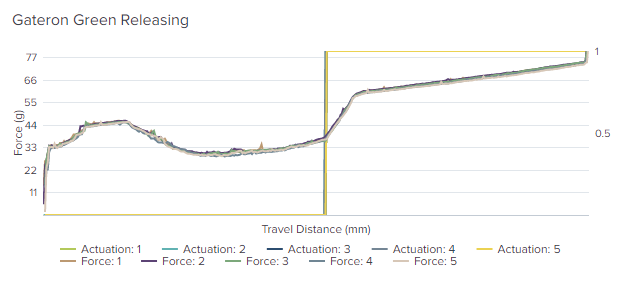 Gateron Green Releasing
77
66
55
44
33
22
11
Force (g)
1
0.5
Travel Distance (mm)
Actuation: 1 Actuation: 2 Actuation: 3 Actuation: 4 Actuation: 5
Force: 1 Force: 2 Force: 3 Force: 4 Force: 5